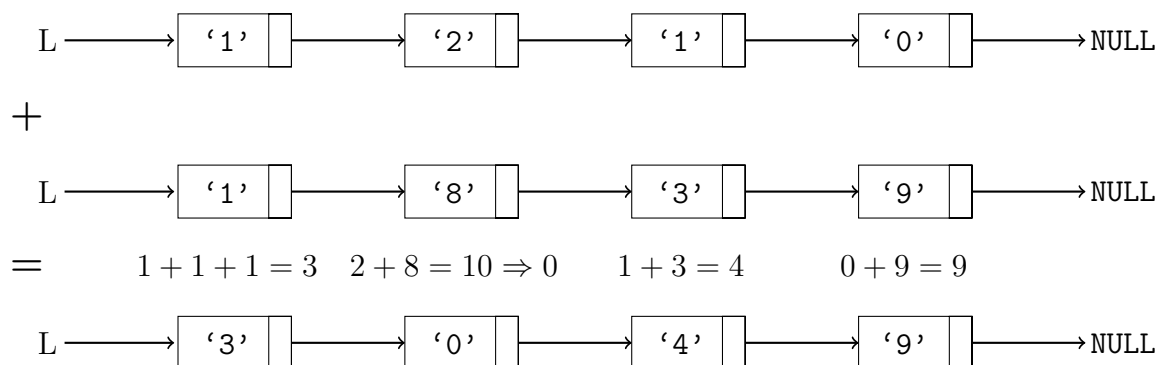 L ‘1’ ‘2’ ‘1’ ‘0’ NULL
+
L ‘1’ ‘8’ ‘3’ ‘9’ NULL
= 1 + 1 + 1 = 3 2 + 8 = 10 ⇒ 0 1 + 3 = 4 0 + 9 = 9
L ‘3’ ‘0’ ‘4’ ‘9’ NULL